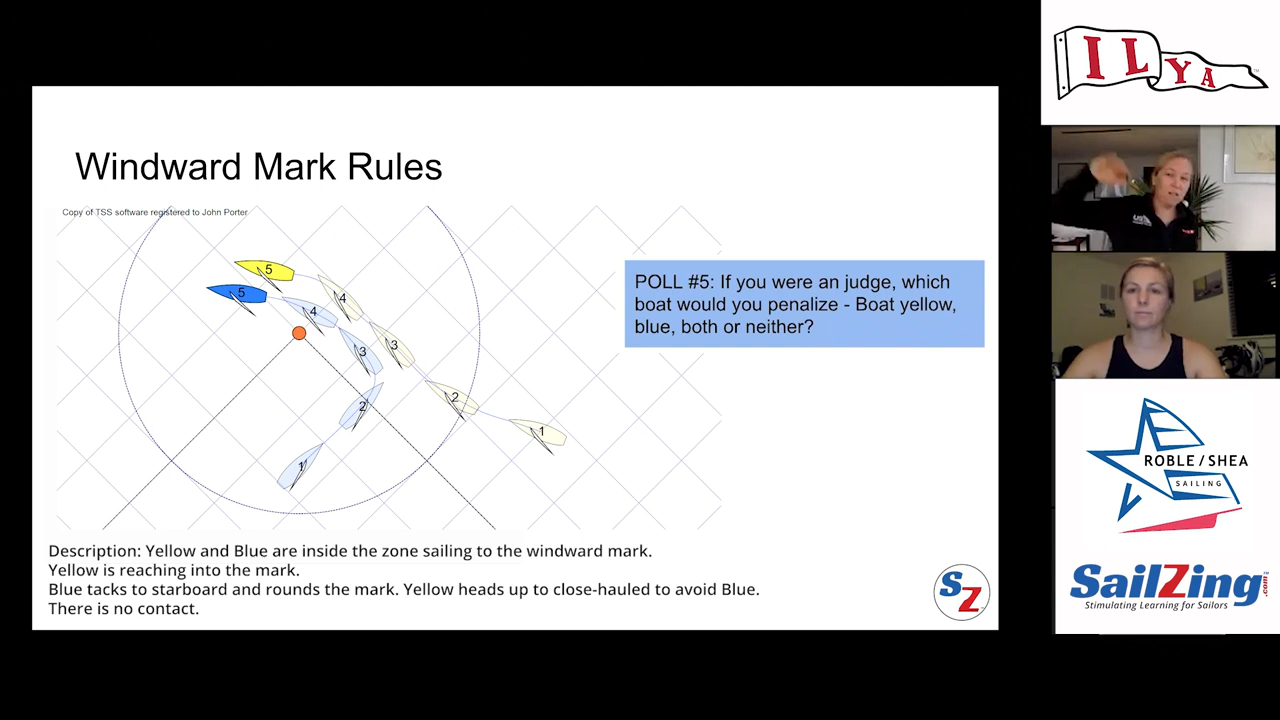 Windward Mark Rules
Copy of TSS software registered to John Porter
5
5
4
4
3
3
2
2
1
1
POLL #5: If you were an judge, which
boat would you penalize - Boat yellow,
blue, both or neither?
Description: Yellow and Blue are inside the zone sailing to the windward mark.
Yellow is reaching into the mark.
Blue tacks to starboard and rounds the mark. Yellow heads up to close-hauled to avoid Blue.
There is no contact.
SZ
ILYA
US
ROBLE / SHEA
SAILING
SailZing.com
Stimulating Learning for Sailors